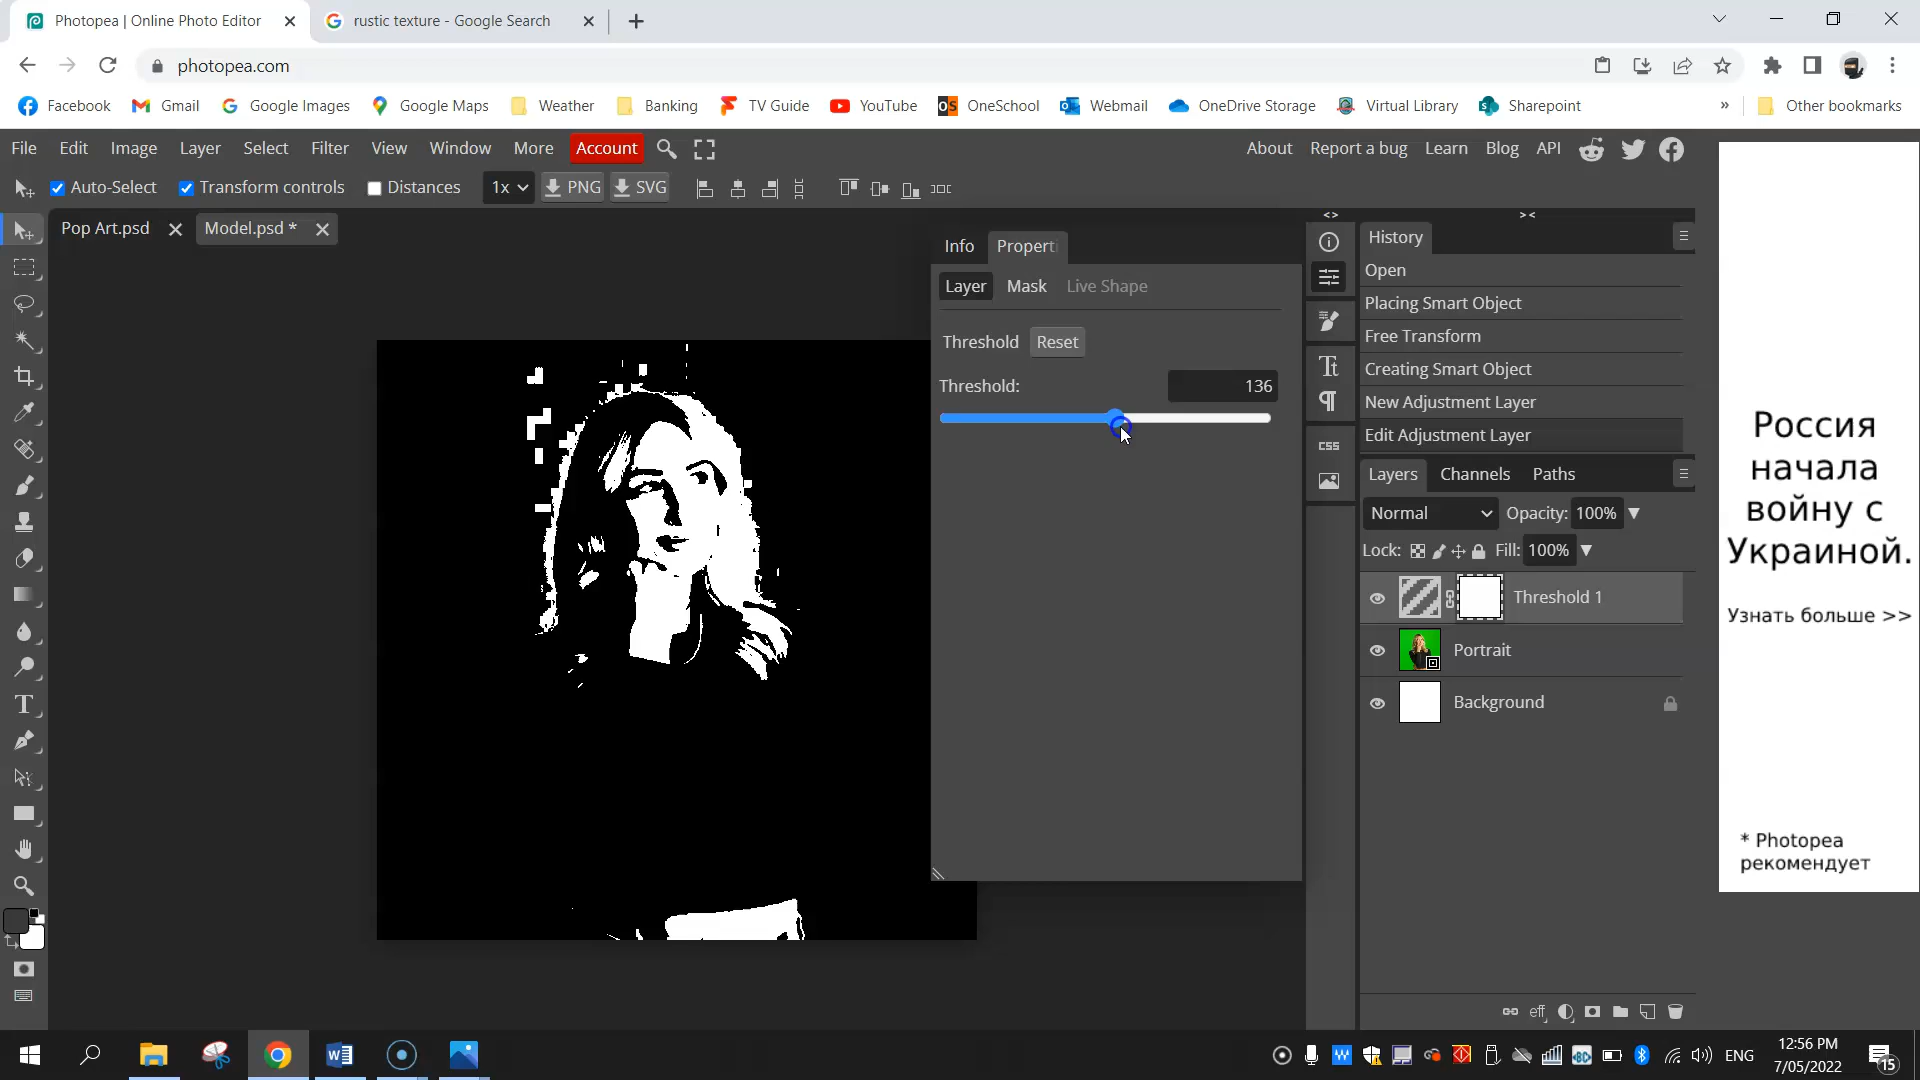 Photopea | Online Photo Editor
rustic texture - Google Search
photopea.com
Facebook Gmail Google Images Google Maps Weather Banking TV Guide YouTube OneSchool Webmail OneDrive Storage Virtual Library Sharepoint » Other bookmarks
File Edit Image Layer Select Filter View Window More Account About Report a bug Learn Blog API
Auto-Select Transform controls Distances 1x PNG SVG
Pop Art.psd Model.psd *
Info Properti
Layer Mask Live Shape
Threshold Reset
Threshold: 136
CSS
History
Open
Placing Smart Object
Free Transform
Creating Smart Object
New Adjustment Layer
Edit Adjustment Layer
Layers Channels Paths
Normal Opacity: 100%
Lock: Fill: 100%
Threshold 1
Portrait
Background
eff
Россия
начала
войну с
Украиной.
Узнать больше >>
* Photopea
рекомендует
ENG
12:56 PM
7/05/2022
15